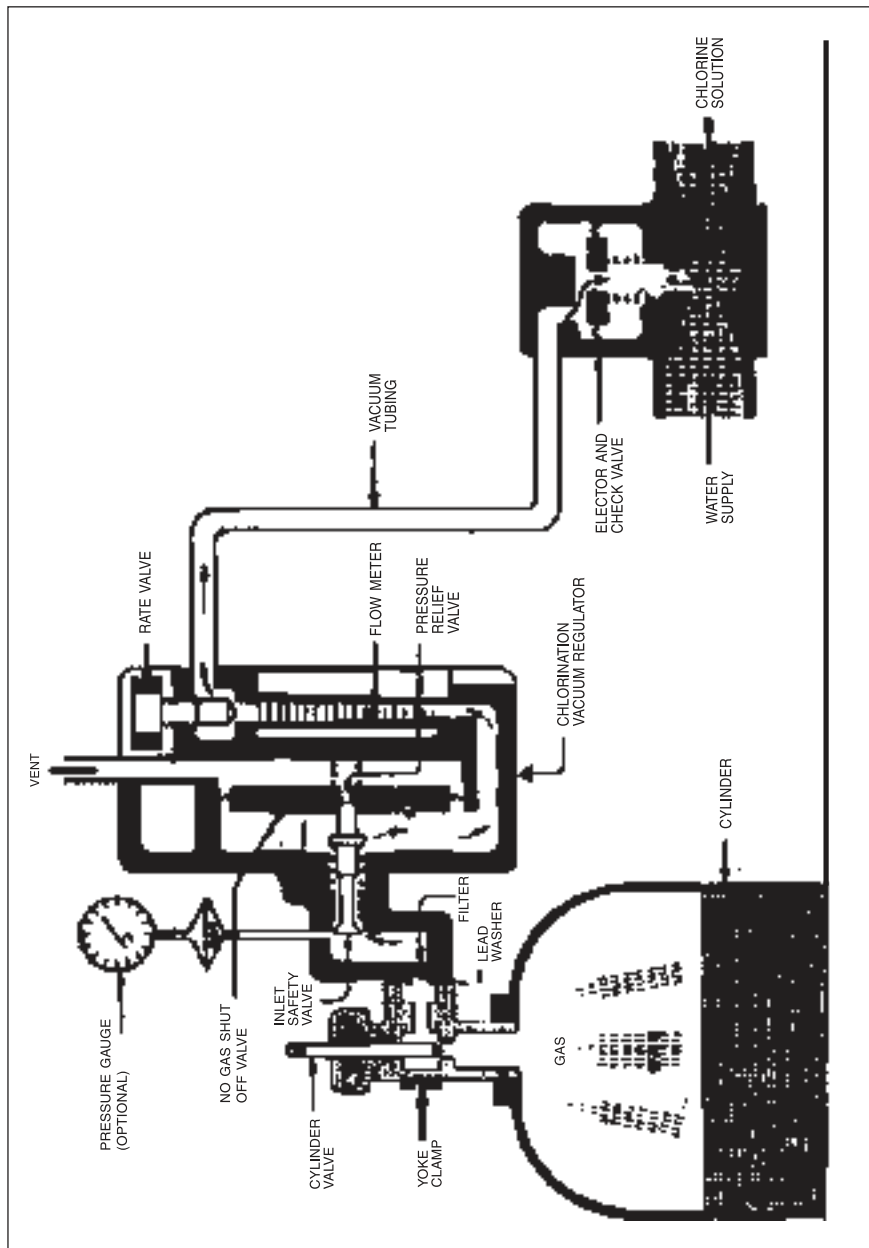 PRESSURE GAUGE
(OPTIONAL)
NO GAS SHUT
OFF VALVE
INLET
SAFETY
VALVE
CYLINDER
VALVE
YOKE
CLAMP
VENT
RATE VALVE
FLOW METER
PRESSURE
RELIEF
VALVE
CHLORINATION
VACUUM REGULATOR
FILTER
LEAD
WASHER
GAS
CYLINDER
VACUUM
TUBING
ELECTOR AND
CHECK VALVE
WATER
SUPPLY
CHLORINE
SOLUTION